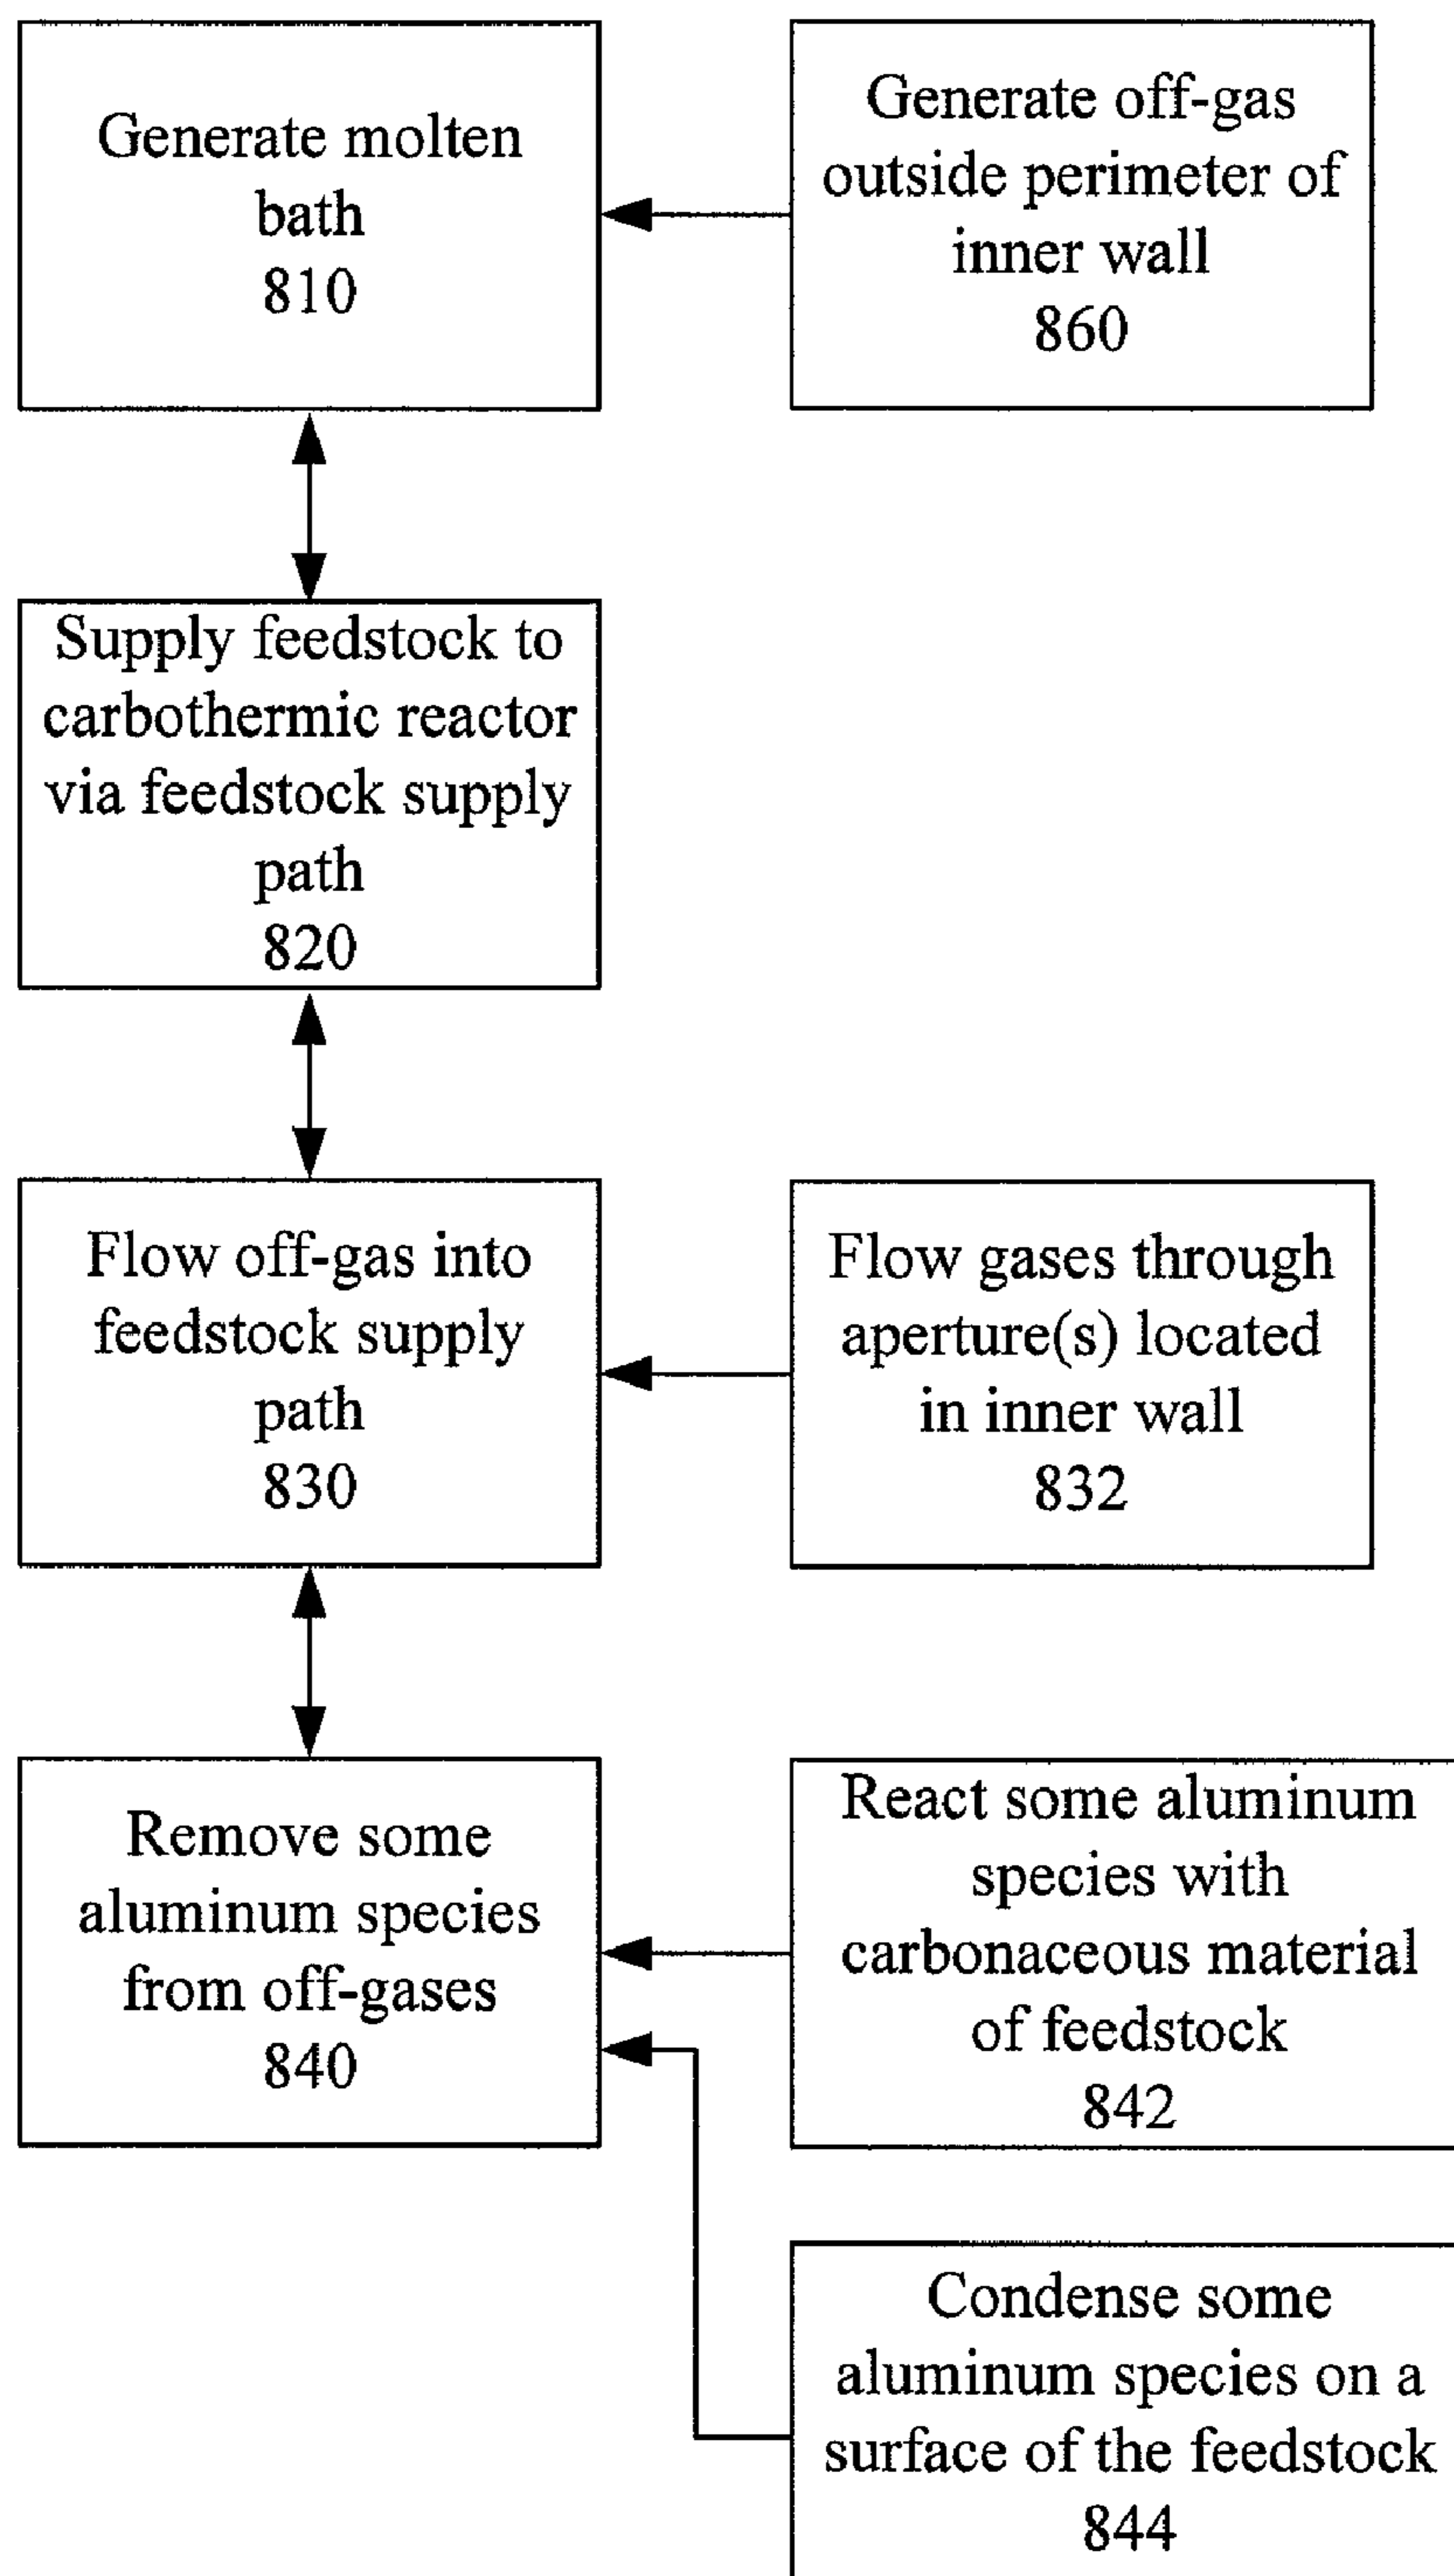 Generate molten
bath
810
Generate off-gas
outside perimeter of
inner wall
860
Supply feedstock to
carbothermic reactor
via feedstock supply
path
820
Flow off-gas into
feedstock supply
path
830
Flow gases through
aperture(s) located
in inner wall
832
Remove some
aluminum species
from off-gases
840
React some aluminum
species with
carbonaceous material
of feedstock
842
Condense some
aluminum species on a
surface of the feedstock
844